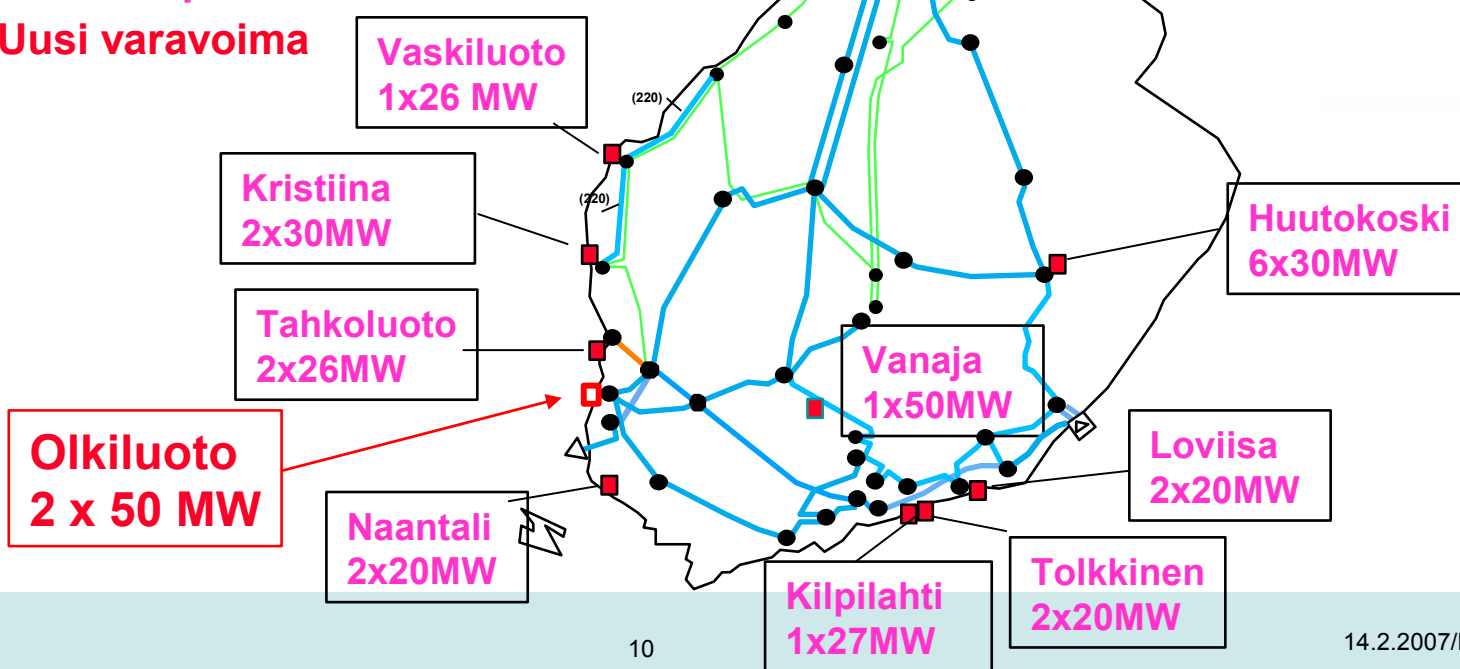 Uusi varavoima
Vaskiluoto
1x26 MW
(220)
Kristiina
2x30MW
(220)
Huutokoski
6x30MW
Tahkoluoto
2x26MW
Vanaja
1x50MW
Olkiluoto
2 x 50 MW
Loviisa
2x20MW
Naantali
2x20MW
Tolkkinen
2x20MW
Kilpilahti
1x27MW
10
14.2.2007/